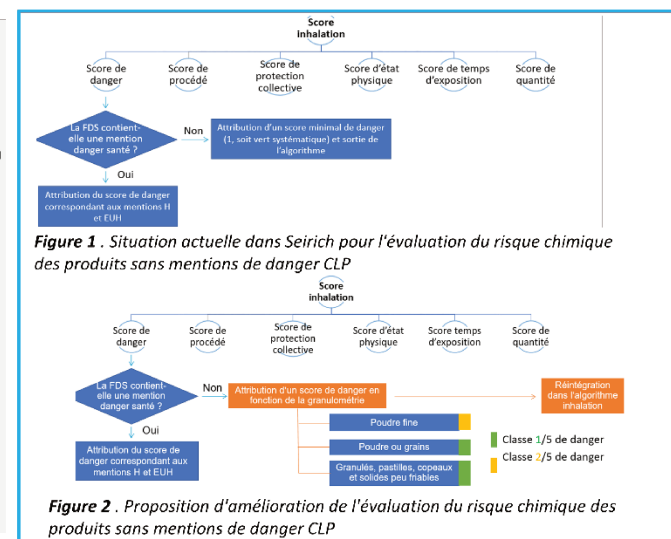 Score
inhalation
Score de
danger
Score de
procédé
Score de
protection
collective
Score d'état
physique
Score de temps
d'exposition
Score de
quantité
La FDS contient-
elle une mention
danger santé ?
Non
Attribution d'un score minimal de danger
(1, soit vert systématique) et sortie de
l'algorithme
Oui
Attribution du score de danger
correspondant aux mentions H
et EUH
Figure 1 . Situation actuelle dans Seirich pour l'évaluation du risque chimique
des produits sans mentions de danger CLP
Score
inhalation
Score de
danger
Score de
procédé
Score de
protection
collective
Score d'état
physique
Score temps
d'exposition
Score de
quantité
La FDS contient-
elle une mention
danger santé ?
Non
Attribution d'un score de danger en
fonction de la granulométrie
Réintégration
dans l'algorithme
inhalation
Oui
Poudre fine
Attribution du score de
danger correspondant aux
mentions H et EUH
Poudre ou grains
Granulés, pastilles, copeaux
et solides peu friables
Classe 1/5 de danger
Classe 2/5 de danger
Figure 2 . Proposition d'amélioration de l'évaluation du risque chimique des
produits sans mentions de danger CLP